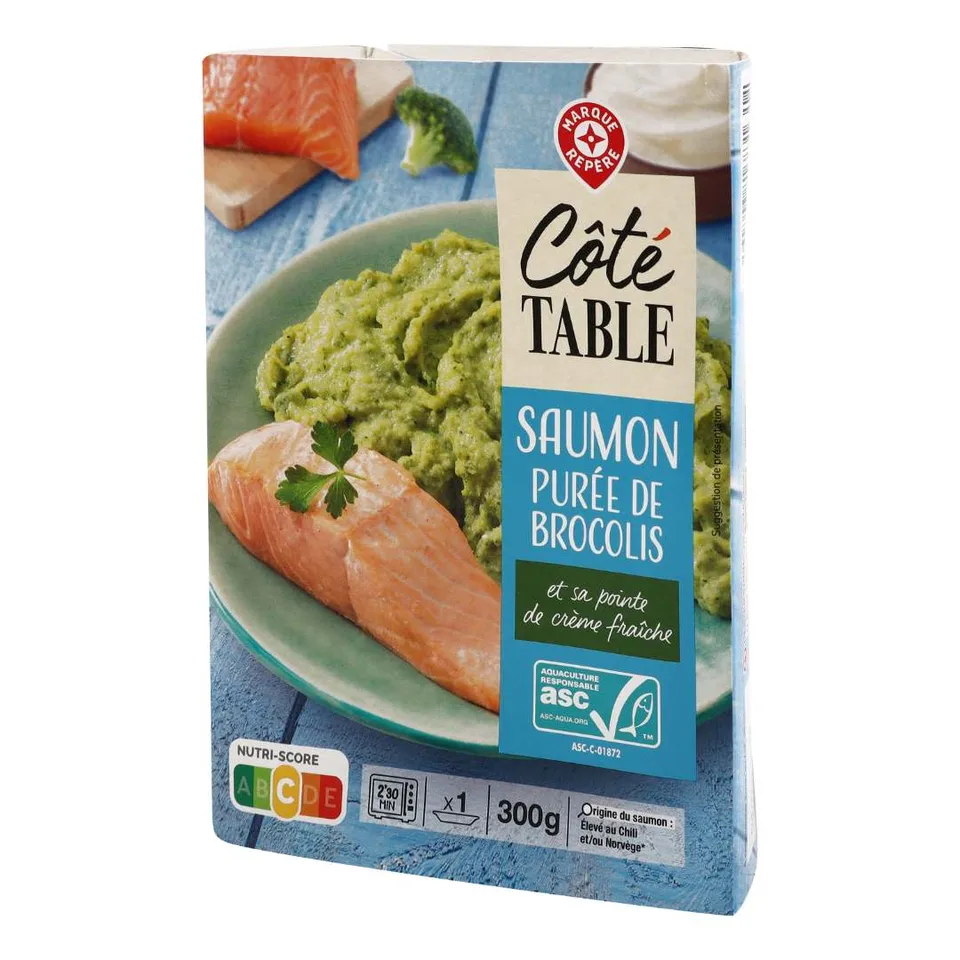 MARQUE
REPÈRE
Côté
TABLE
SAUMON
PURÉE DE
BROCOLIS
et sa pointe
de crème fraîche
Suggestion de présentation
AQUACULTURE
RESPONSABLE
asc
ASC-AQUA.ORG
TM
ASC-C-01872
NUTRI-SCORE
A B C D E
2'30
MIN
x1
300g
Origine du saumon :
Élevé au Chili
et/ou Norvège*